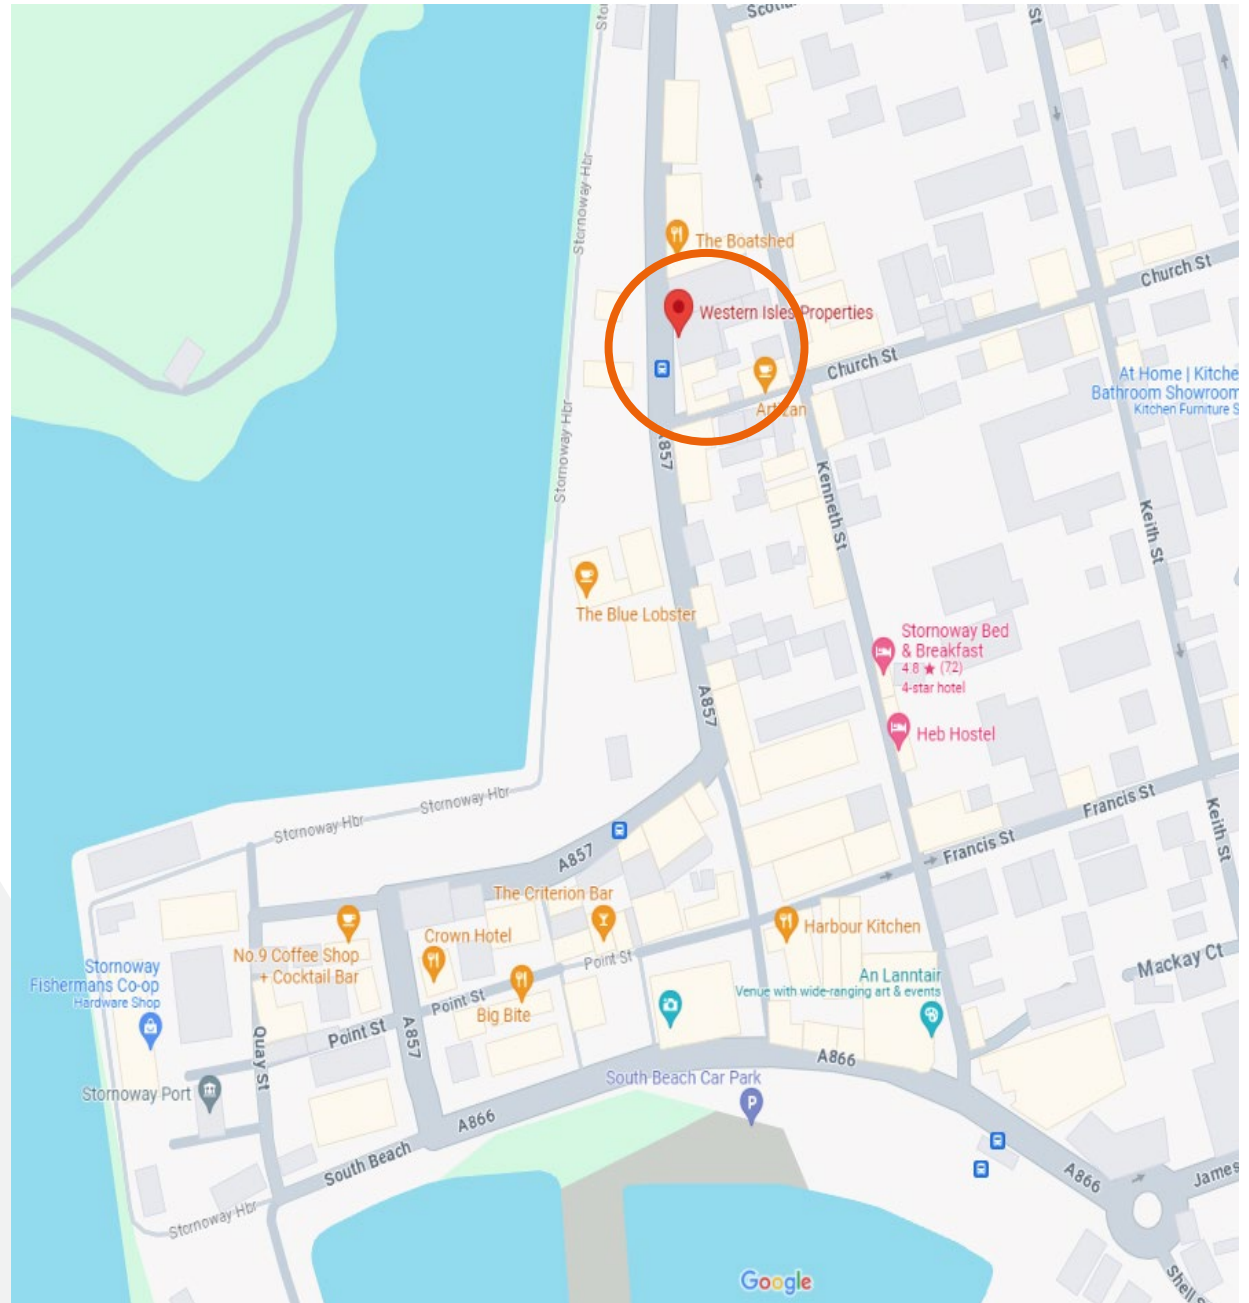 Stornoway Hbr
The Boatshed
Western Isles Properties
Church St
Church St
At Home | Kitche
Bathroom Showroom
Kitchen Furniture S
Artizan
A857
Stornoway Hbr
Kenneth St
Keith St
The Blue Lobster
Stornoway Bed
& Breakfast
4.8 ★ (72)
4-star hotel
A857
Heb Hostel
Stornoway Hbr
Stornoway Hbr
Francis St
Francis St
Keith St
A857
The Criterion Bar
Crown Hotel
Harbour Kitchen
No.9 Coffee Shop
+ Cocktail Bar
Point St
Mackay Ct
Stornoway
Fishermans Co-op
Hardware Shop
An Lanntair
Venue with wide-ranging art & events
Point St
Big Bite
Point St
A857
Quay St
A866
South Beach Car Park
Stornoway Port
P
A866
South Beach
A866
James
Stornoway Hbr
Google